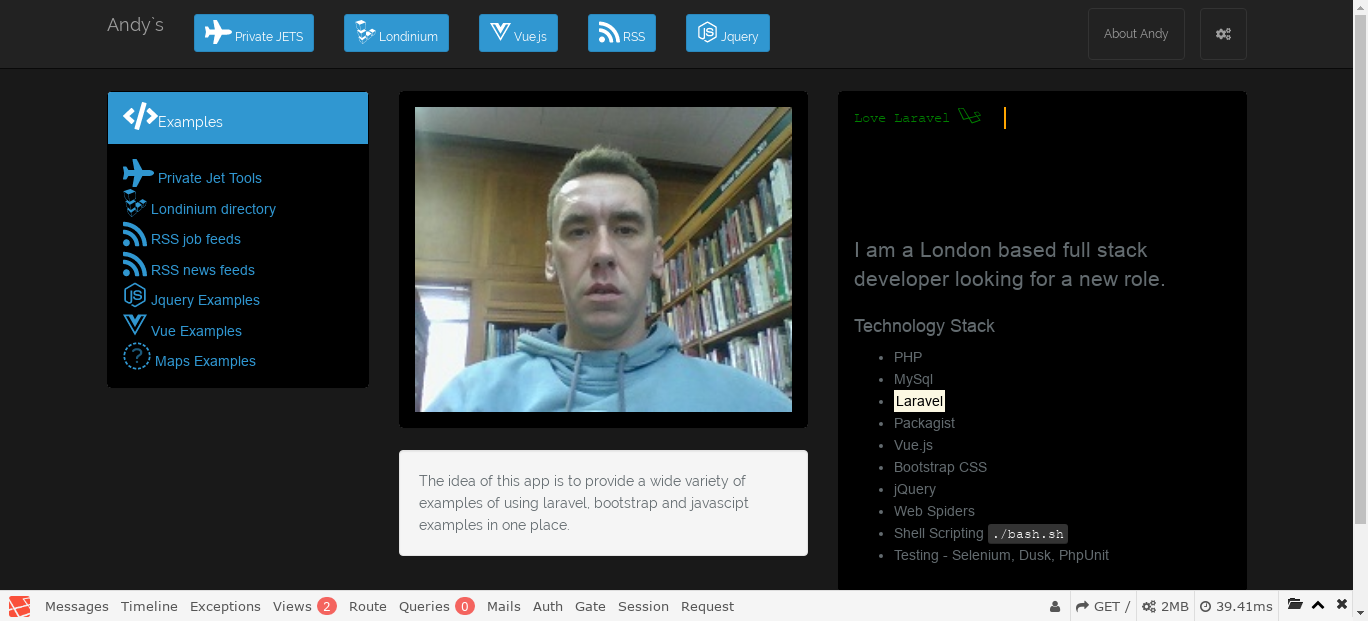 Andy`s
Private JETS
Londinium
Vue.js
RSS
Jquery
About Andy
Examples
Private Jet Tools
Londinium directory
RSS job feeds
RSS news feeds
Jquery Examples
Vue Examples
Maps Examples
The idea of this app is to provide a wide variety of
examples of using laravel, bootstrap and javascipt
examples in one place.
Love Laravel
I am a London based full stack
developer looking for a new role.
Technology Stack
PHP
MySql
Laravel
Packagist
Vue.js
Bootstrap CSS
jQuery
Web Spiders
Shell Scripting ./bash.sh
Testing - Selenium, Dusk, PhpUnit
Messages Timeline Exceptions Views 2 Route Queries 0 Mails Auth Gate Session Request GET / 2MB 39.41ms